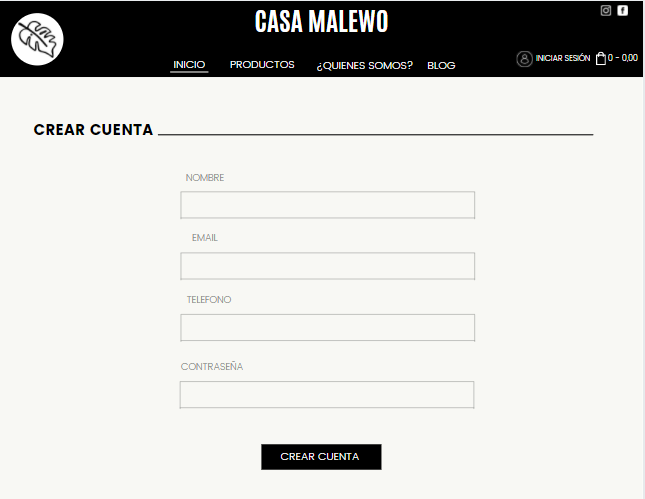 CASA MALEWO
INICIO PRODUCTOS ¿QUIENES SOMOS? BLOG
INICIAR SESIÓN 0 - 0,00
CREAR CUENTA
NOMBRE
EMAIL
TELEFONO
CONTRASEÑA
CREAR CUENTA